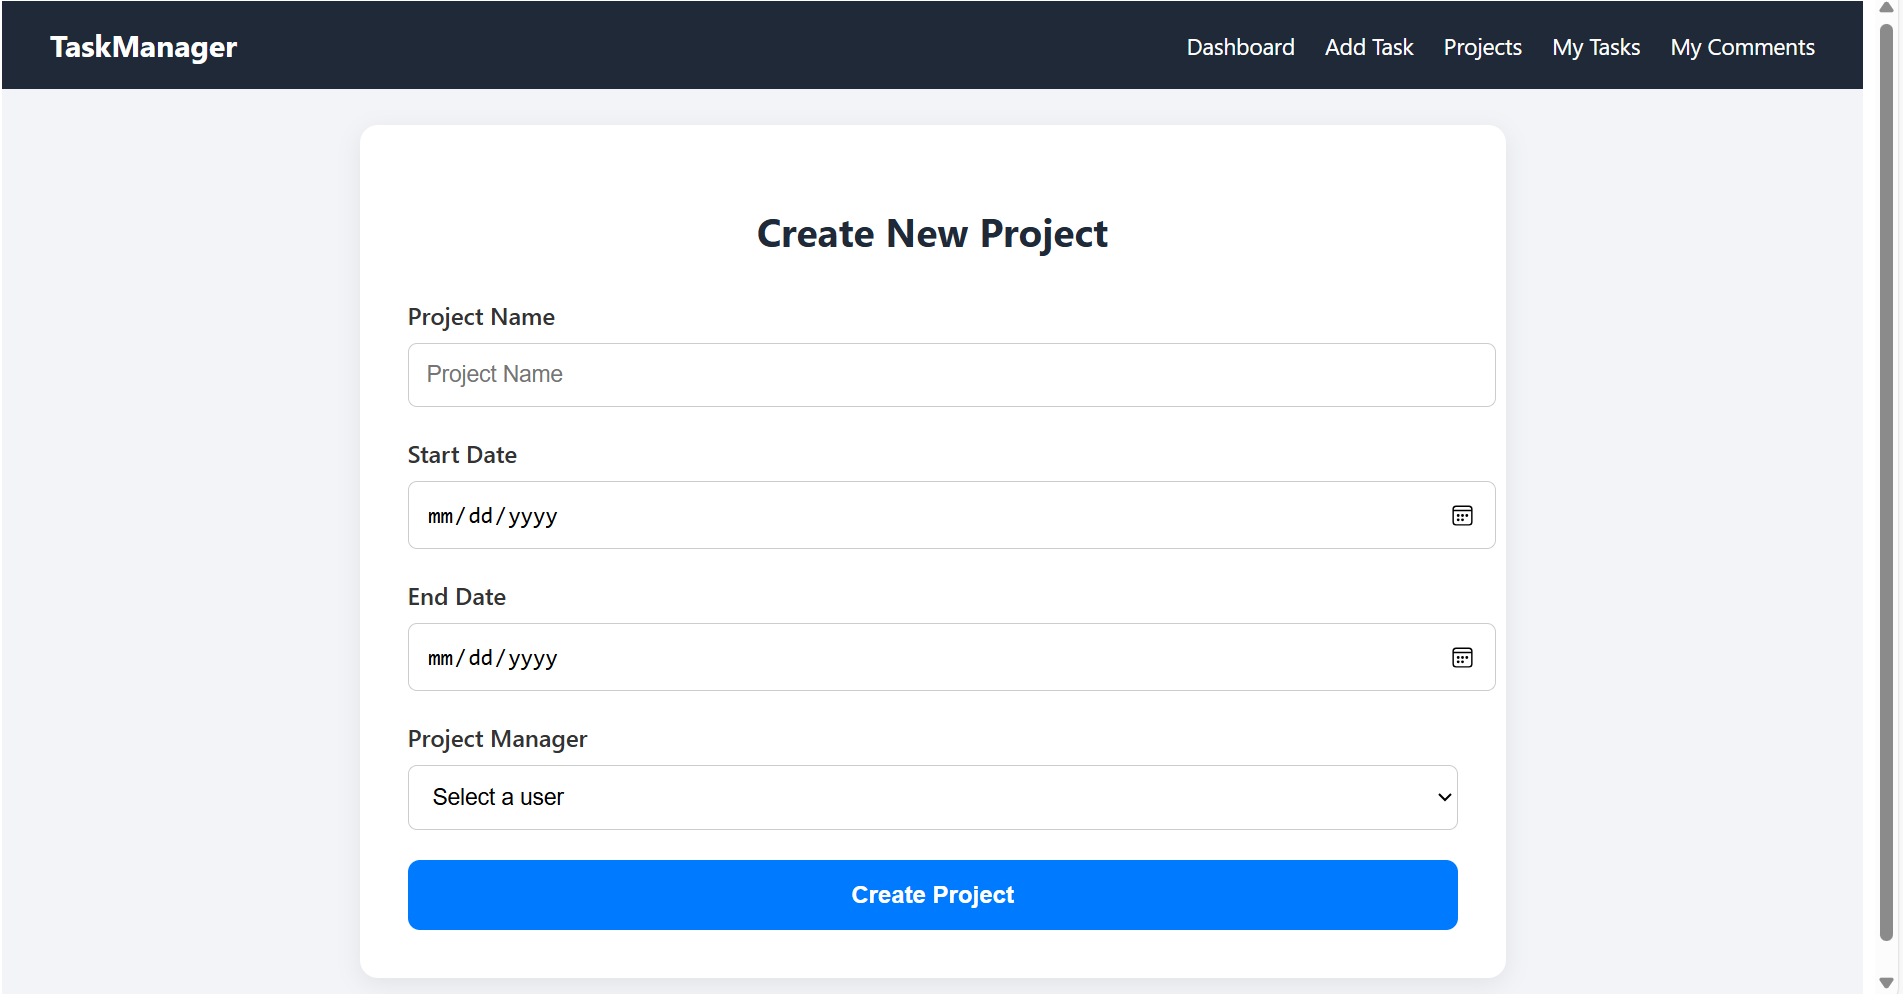 TaskManager
Dashboard Add Task Projects My Tasks My Comments
Create New Project
Project Name
Project Name
Start Date
mm/dd/yyyy
End Date
mm/dd/yyyy
Project Manager
Select a user
Create Project